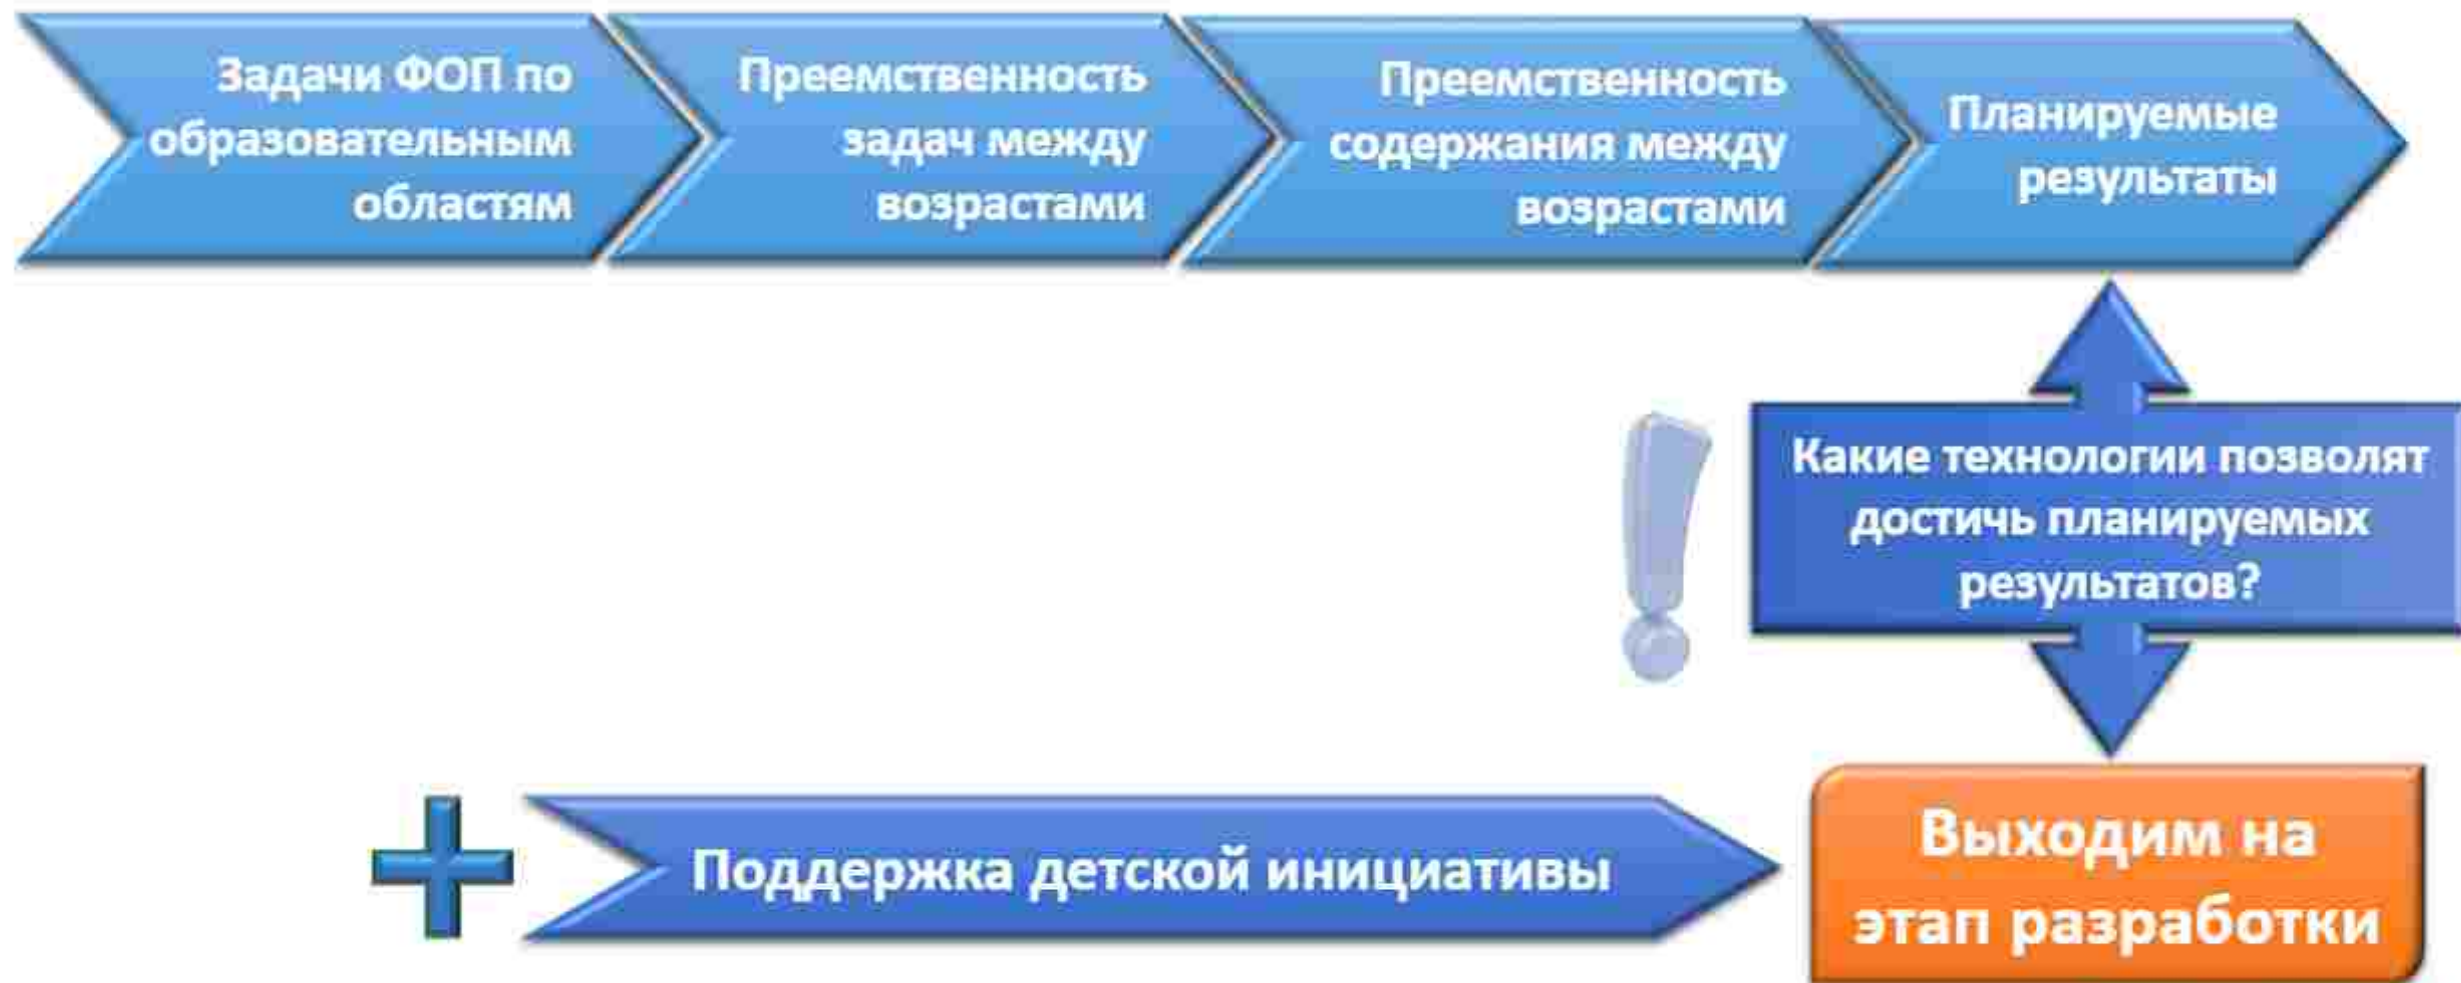 Задачи ФОП по
образовательным
областям
Преемственность
задач между
возрастами
Преемственность
содержания между
возрастами
Планируемые
результаты
Какие технологии позволят
достичь планируемых
результатов?
Поддержка детской инициативы
Выходим на
этап разработки